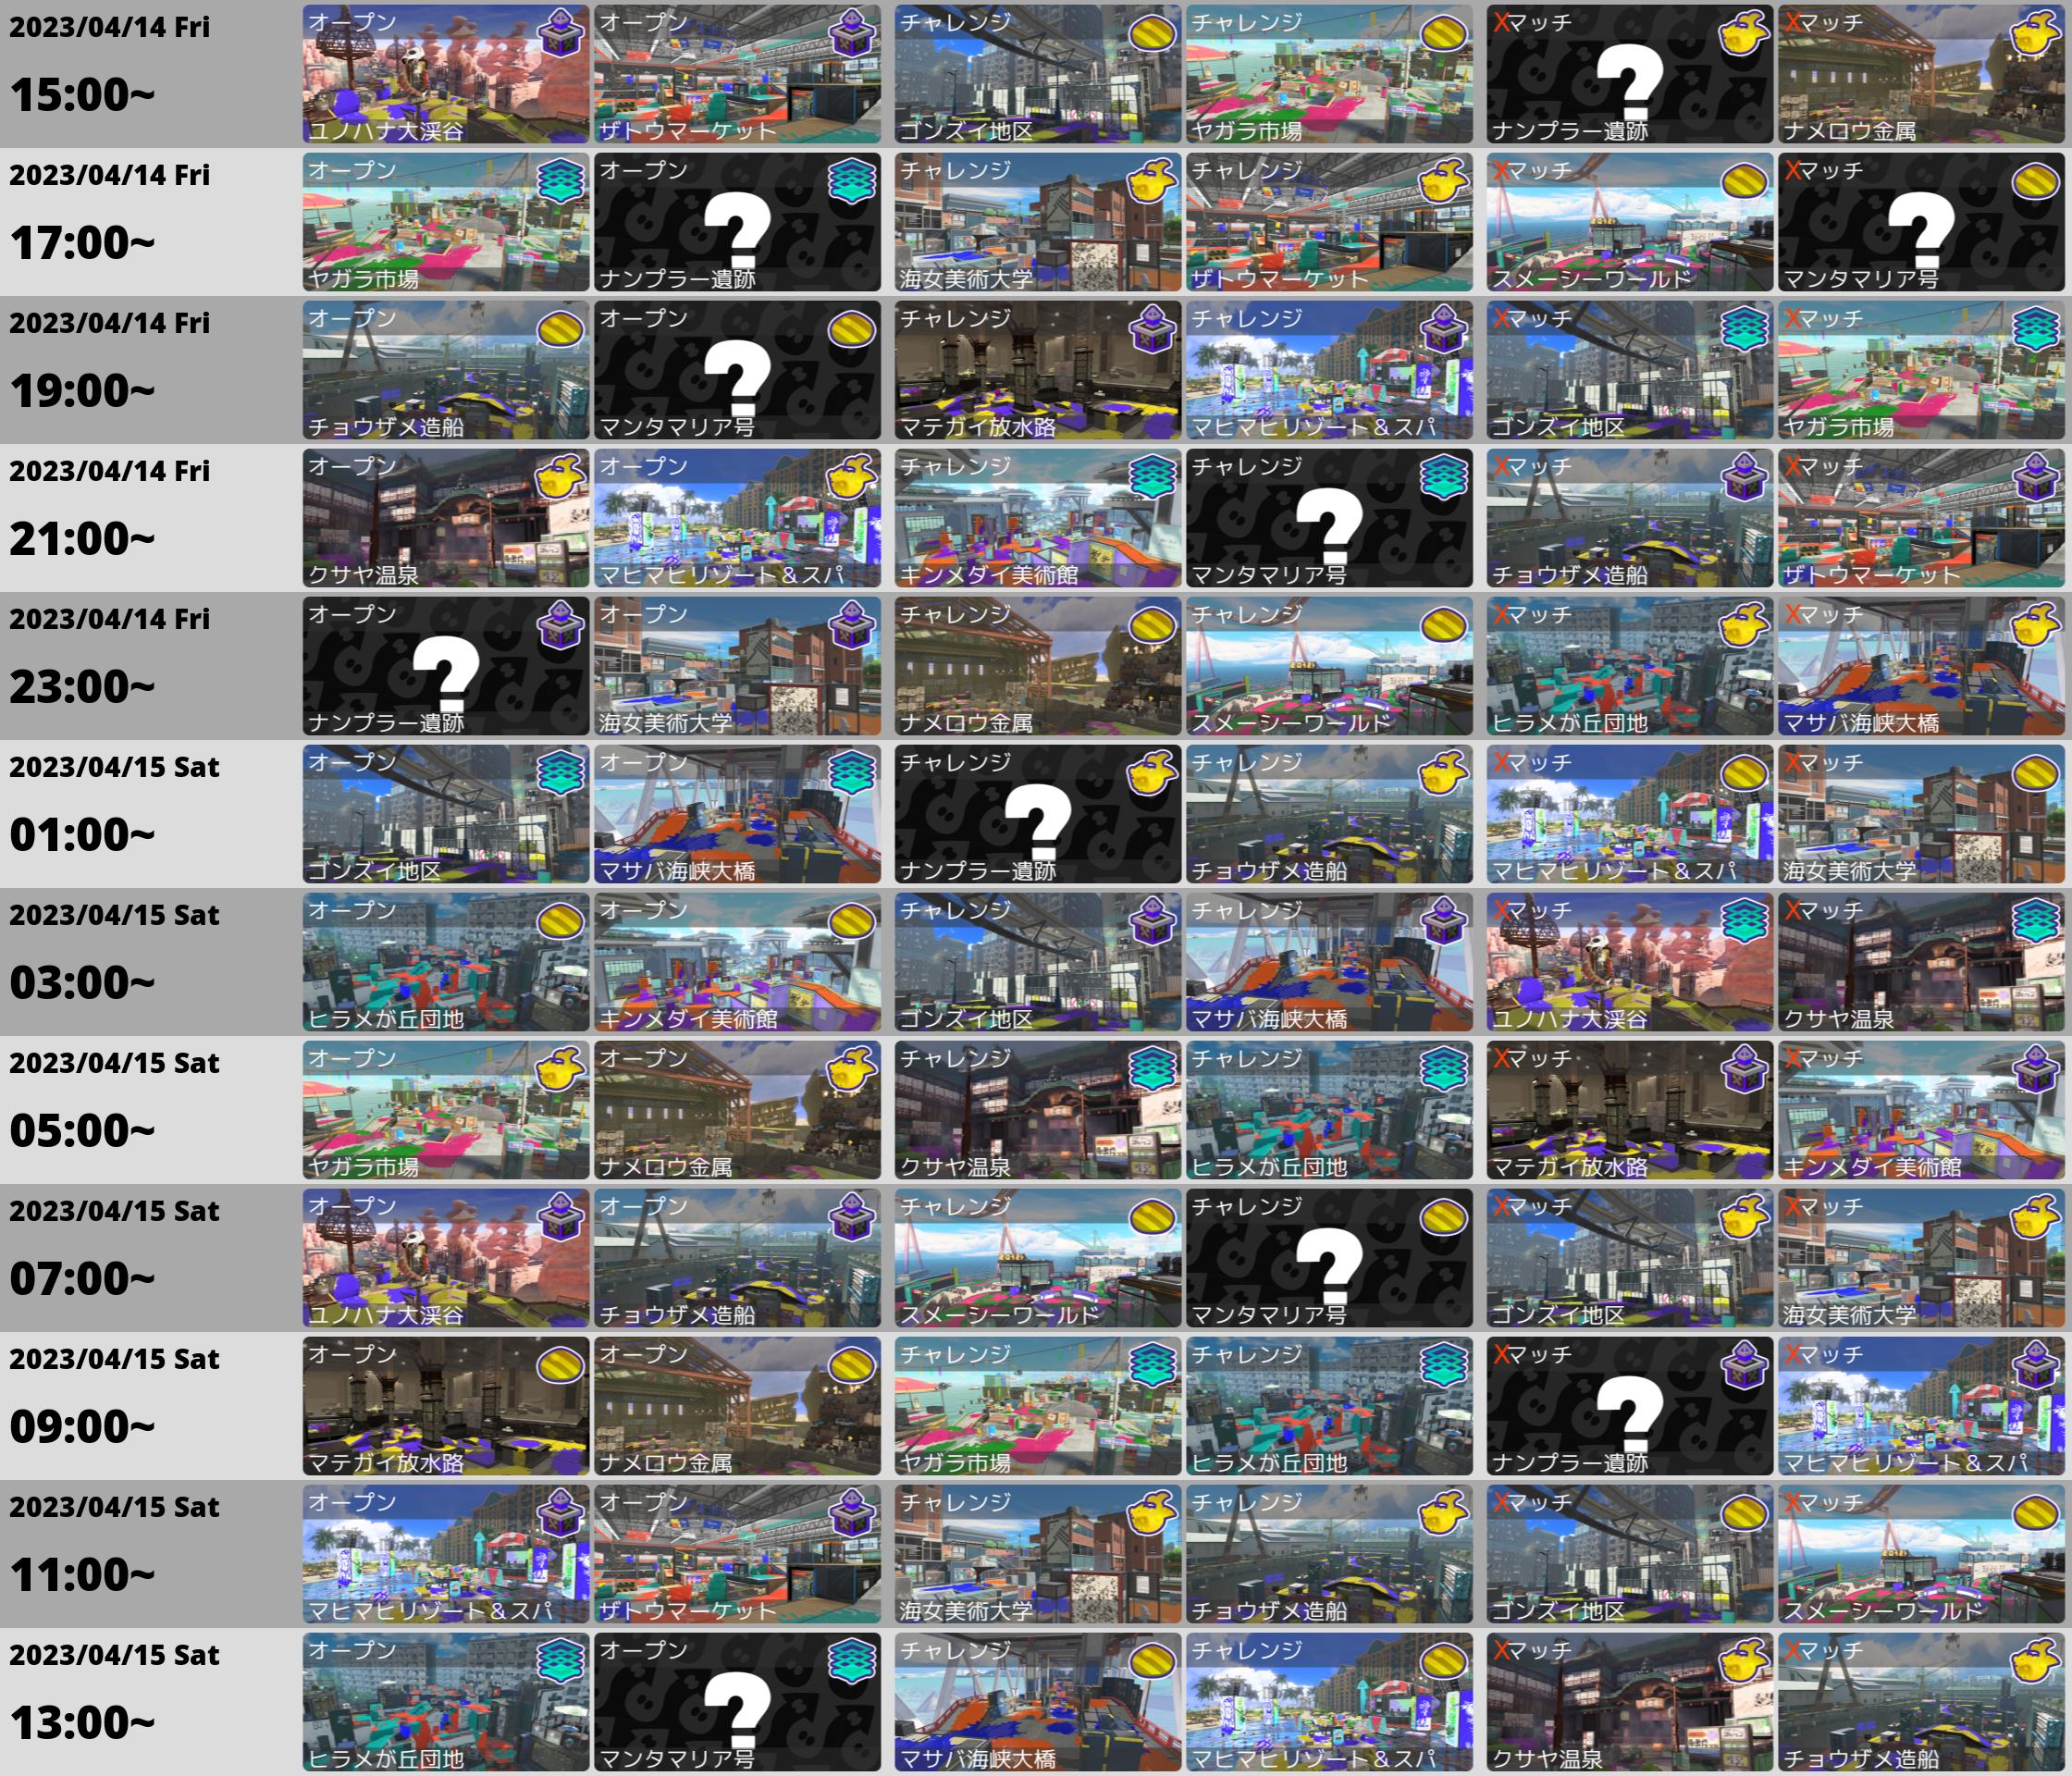 2023/04/14 Fri
15:00~
オープン オープン チャレンジ チャレンジ Xマッチ Xマッチ
ユノハナ大渓谷 ザトウマーケット ゴンズイ地区 ヤガラ市場 ナンプラー遺跡 ナメロウ金属
2023/04/14 Fri
17:00~
オープン オープン チャレンジ チャレンジ Xマッチ Xマッチ
ヤガラ市場 ナンプラー遺跡 海女美術大学 ザトウマーケット スメーシーワールド マンタマリア号
2023/04/14 Fri
19:00~
オープン オープン チャレンジ チャレンジ Xマッチ Xマッチ
チョウザメ造船 マンタマリア号 マテガイ放水路 マヒマヒリゾート&スパ ゴンズイ地区 ヤガラ市場
2023/04/14 Fri
21:00~
オープン オープン チャレンジ チャレンジ Xマッチ Xマッチ
クサヤ温泉 マヒマヒリゾート&スパ キンメダイ美術館 マンタマリア号 チョウザメ造船 ザトウマーケット
2023/04/14 Fri
23:00~
オープン オープン チャレンジ チャレンジ Xマッチ Xマッチ
ナンプラー遺跡 海女美術大学 ナメロウ金属 スメーシーワールド ヒラメが丘団地 マサバ海峡大橋
2023/04/15 Sat
01:00~
オープン オープン チャレンジ チャレンジ Xマッチ Xマッチ
ゴンズイ地区 マサバ海峡大橋 ナンプラー遺跡 チョウザメ造船 マヒマヒリゾート&スパ 海女美術大学
2023/04/15 Sat
03:00~
オープン オープン チャレンジ チャレンジ Xマッチ Xマッチ
ヒラメが丘団地 キンメダイ美術館 ゴンズイ地区 マサバ海峡大橋 ユノハナ大渓谷 クサヤ温泉
2023/04/15 Sat
05:00~
オープン オープン チャレンジ チャレンジ Xマッチ Xマッチ
ヤガラ市場 ナメロウ金属 クサヤ温泉 ヒラメが丘団地 マテガイ放水路 キンメダイ美術館
2023/04/15 Sat
07:00~
オープン オープン チャレンジ チャレンジ Xマッチ Xマッチ
ユノハナ大渓谷 チョウザメ造船 スメーシーワールド マンタマリア号 ゴンズイ地区 海女美術大学
2023/04/15 Sat
09:00~
オープン オープン チャレンジ チャレンジ Xマッチ Xマッチ
マテガイ放水路 ナメロウ金属 ヤガラ市場 ヒラメが丘団地 ナンプラー遺跡 マヒマヒリゾート&スパ
2023/04/15 Sat
11:00~
オープン オープン チャレンジ チャレンジ Xマッチ Xマッチ
マヒマヒリゾート&スパ ザトウマーケット 海女美術大学 チョウザメ造船 ゴンズイ地区 スメーシーワールド
2023/04/15 Sat
13:00~
オープン オープン チャレンジ チャレンジ Xマッチ Xマッチ
ヒラメが丘団地 マンタマリア号 マサバ海峡大橋 マヒマヒリゾート&スパ クサヤ温泉 チョウザメ造船